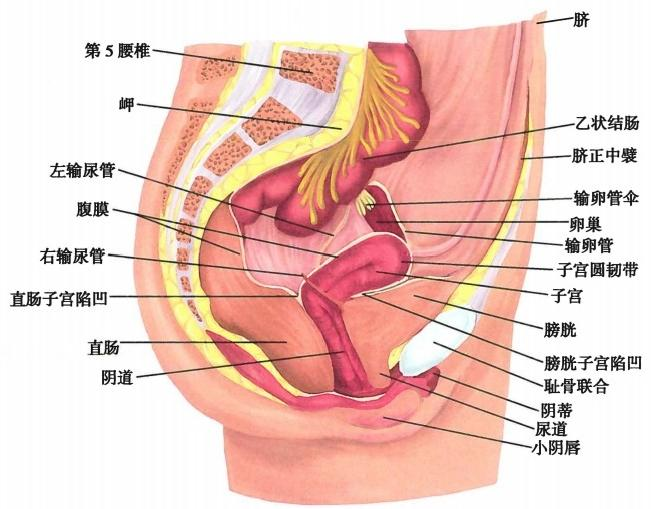 脐
第5腰椎
岬
乙状结肠
脐正中襞
左输尿管
输卵管伞
腹膜
卵巢
输卵管
右输尿管
子宫圆韧带
直肠子宫陷凹
子宫
膀胱
直肠
膀胱子宫陷凹
阴道
耻骨联合
阴蒂
尿道
小阴唇